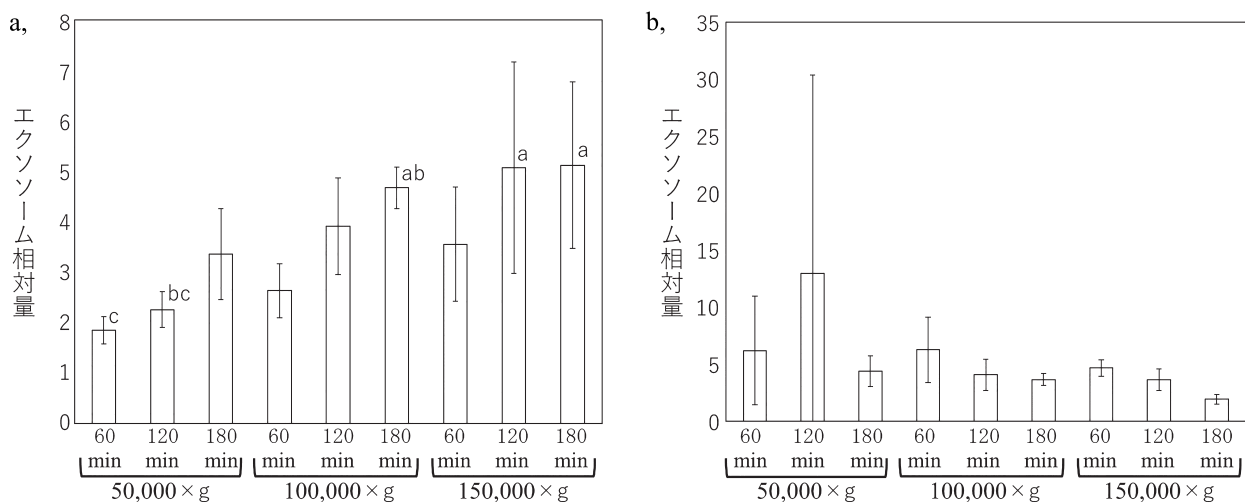 a,
エクソソーム相対量
8
7
6
5
4
3
2
1
0
c
bc
ab
a
a
60 120 180 60 120 180 60 120 180
min min min min min min min min min
50,000×g 100,000×g 150,000×g
b,
エクソソーム相対量
35
30
25
20
15
10
5
0
60 120 180 60 120 180 60 120 180
min min min min min min min min min
50,000×g 100,000×g 150,000×g